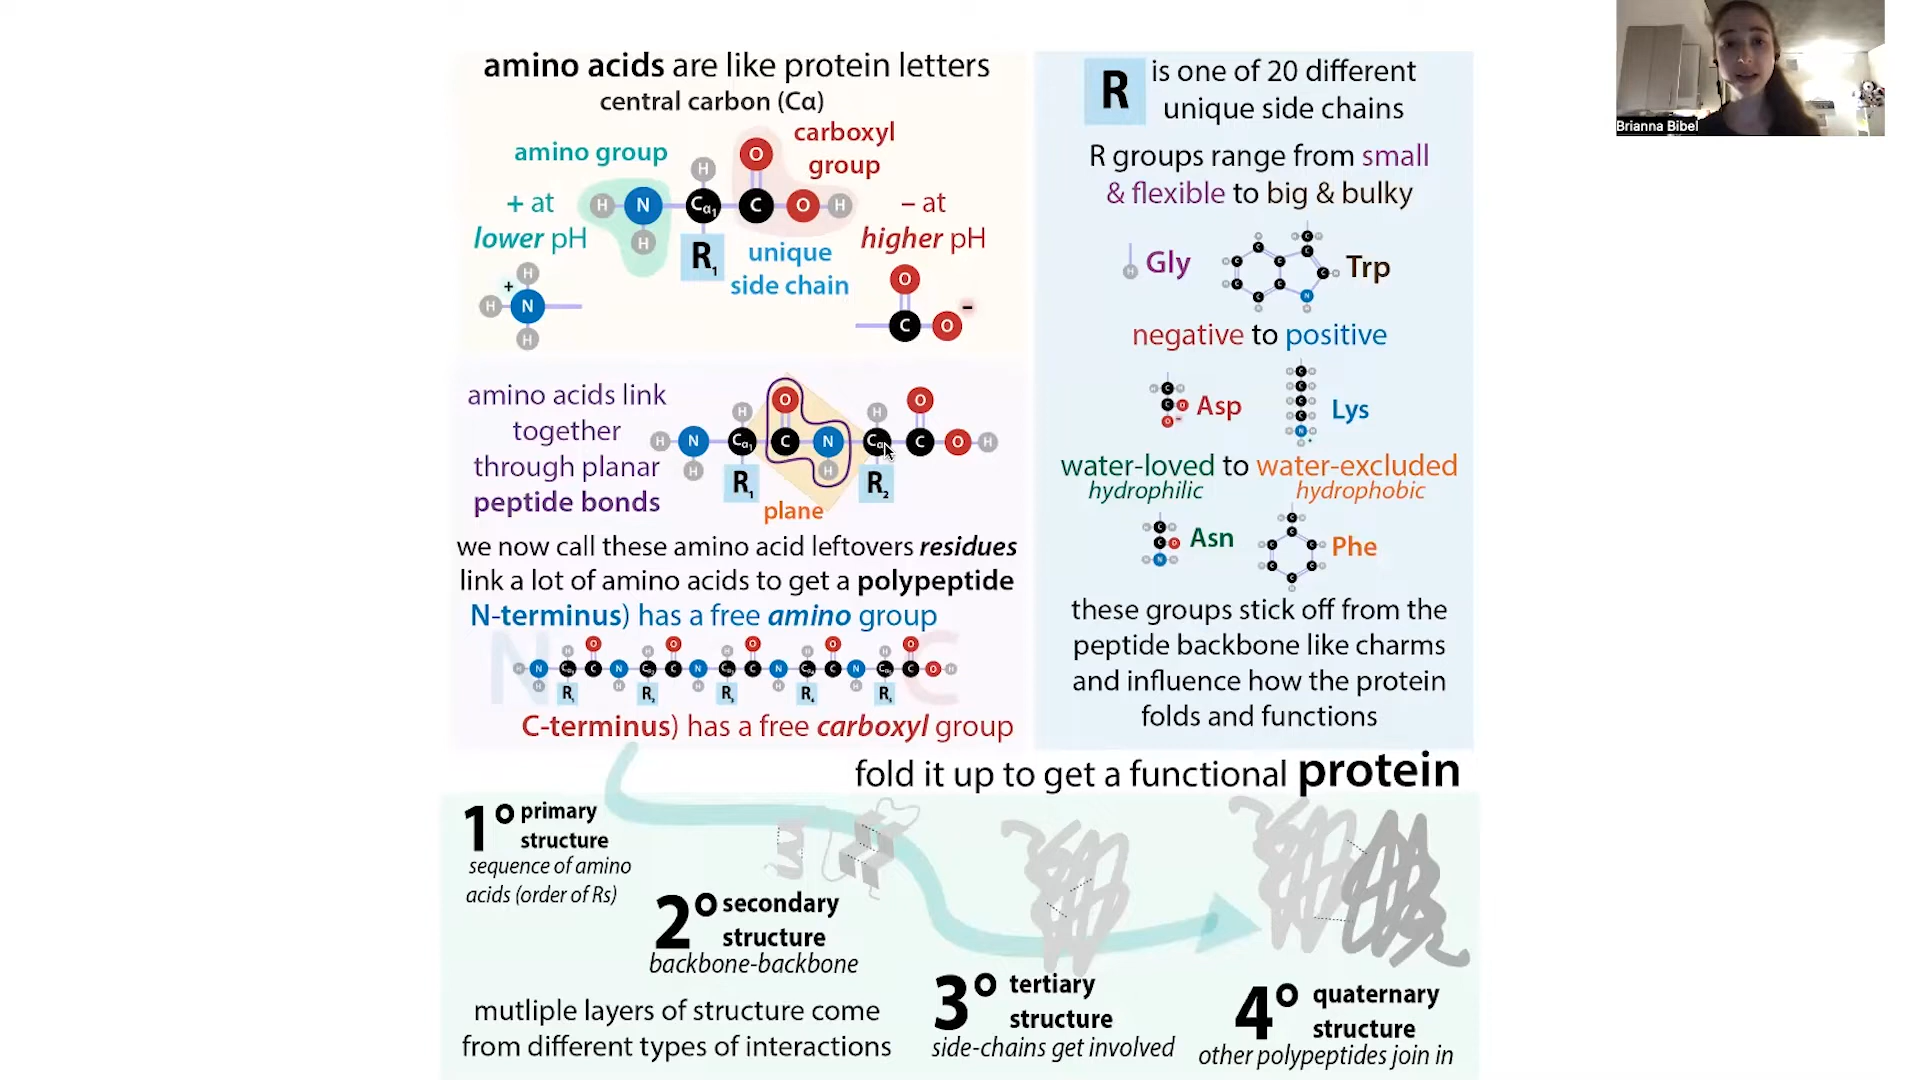 amino acids are like protein letters
central carbon (Cα)
amino group
carboxyl
group
+ at
lower pH
H
N
H
H
Cα1
R1
O
C
O
H
unique
side chain
– at
higher pH
H
+
H
N
H
O
C
O
–
amino acids link
together
through planar
peptide bonds
H N Cα1 C N Cα C O H
H H O H H O
H
R1
R2
plane
we now call these amino acid leftovers residues
link a lot of amino acids to get a polypeptide
N-terminus) has a free amino group
N
C
R1 R2 R3 R4 R5
C-terminus) has a free carboxyl group
R is one of 20 different
unique side chains
R groups range from small
& flexible to big & bulky
Gly
Trp
negative to positive
Asp
Lys
water-loved to water-excluded
hydrophilic
hydrophobic
Asn
Phe
these groups stick off from the
peptide backbone like charms
and influence how the protein
folds and functions
fold it up to get a functional protein
1° primary
structure
sequence of amino
acids (order of Rs)
2° secondary
structure
backbone-backbone
3° tertiary
structure
side-chains get involved
4° quaternary
structure
other polypeptides join in
mutliple layers of structure come
from different types of interactions
Brianna Bibel